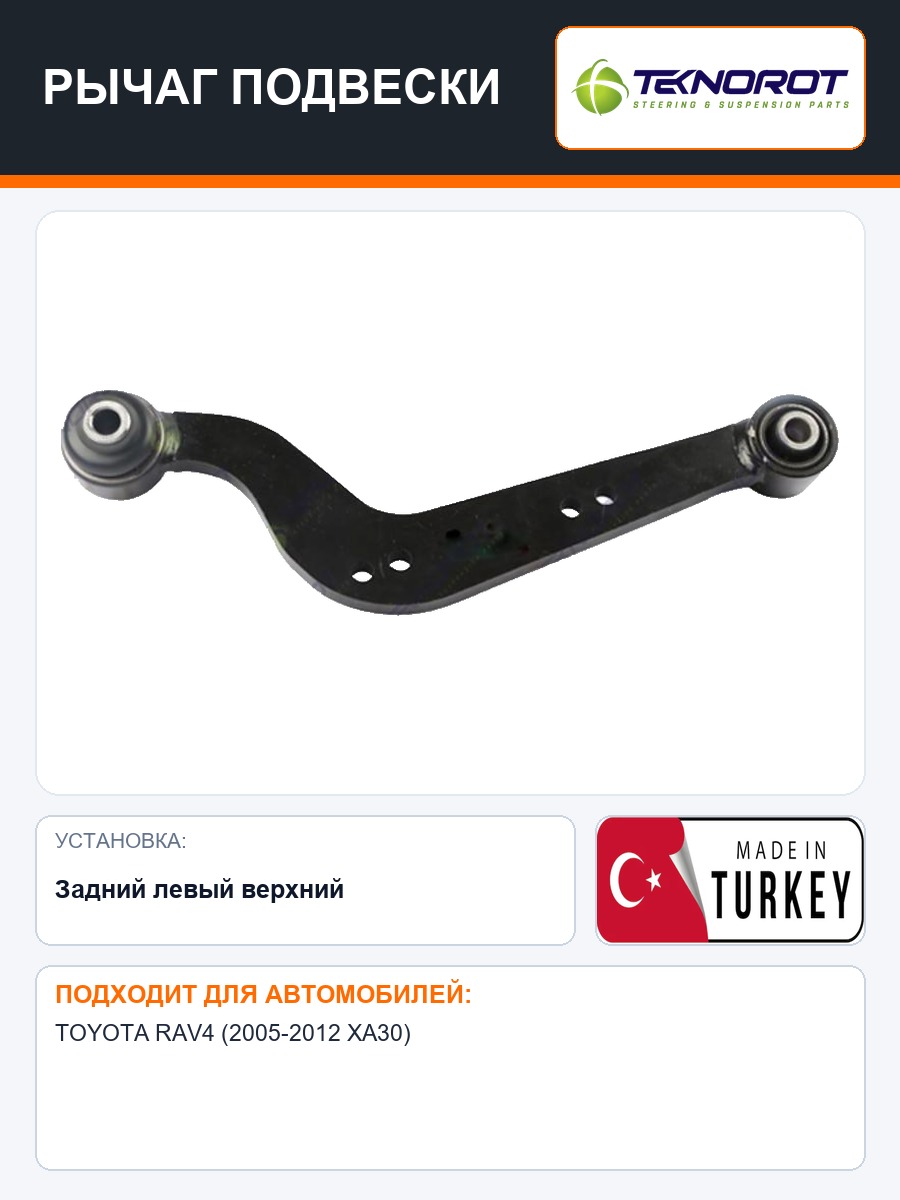 РЫЧАГ ПОДВЕСКИ
TEKNOROT
STEERING & SUSPENSION PARTS
УСТАНОВКА:
Задний левый верхний
MADE IN
TURKEY
ПОДХОДИТ ДЛЯ АВТОМОБИЛЕЙ:
TOYOTA RAV4 (2005-2012 XA30)